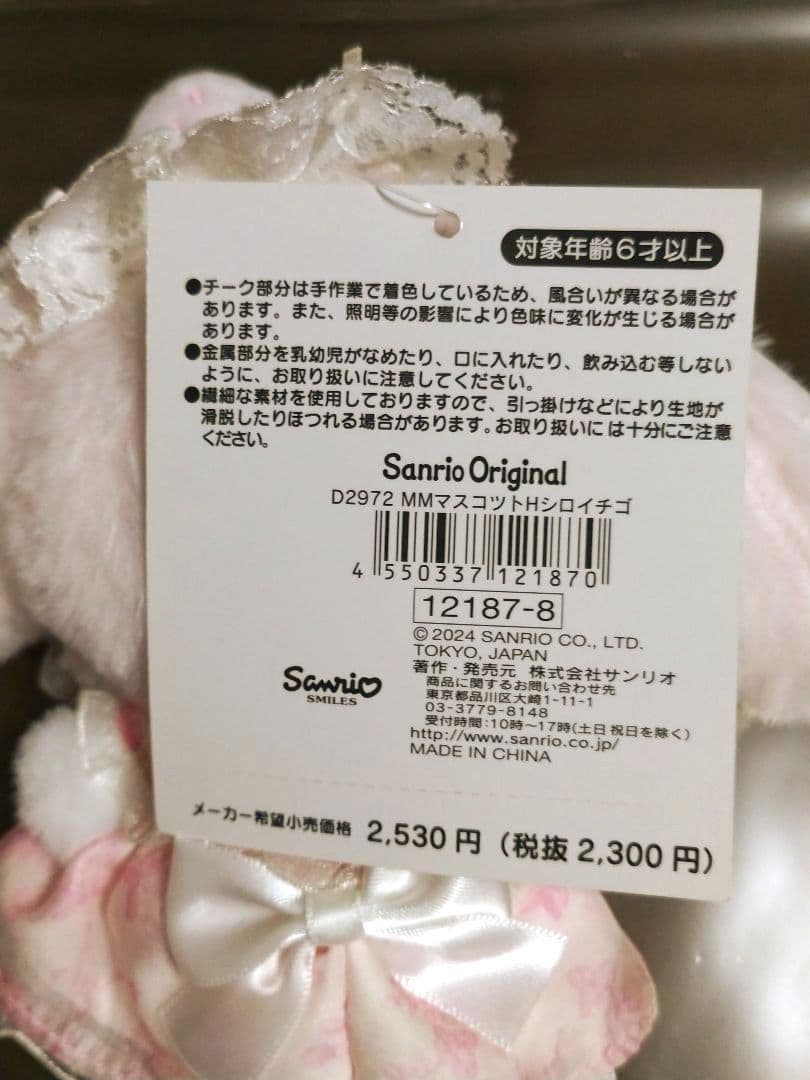 対象年齢6才以上
●チーク部分は手作業で着色しているため、風合いが異なる場合が
あります。また、照明等の影響により色味に変化が生じる場合が
あります。
●金属部分を乳幼児がなめたり、口に入れたり、飲み込む等しない
ように、お取り扱いに注意してください。
●繊細な素材を使用しておりますので、引っ掛けなどにより生地が
滑脱したりほつれる場合があります。お取り扱いには十分にご注意
ください。
Sanrio Original
D2972 MMマスコツトHシロイチゴ
4 550337 121870
12187-8
©2024 SANRIO CO., LTD.
TOKYO, JAPAN
著作・発売元 株式会社サンリオ
商品に関するお問い合わせ先
東京都品川区大崎1-11-1
03-3779-8148
受付時間:10時～17時(土日祝日を除く)
http://www.sanrio.co.jp/
MADE IN CHINA
Sanrio
SMILES
メーカー希望小売価格 2,530円(税抜2,300円)